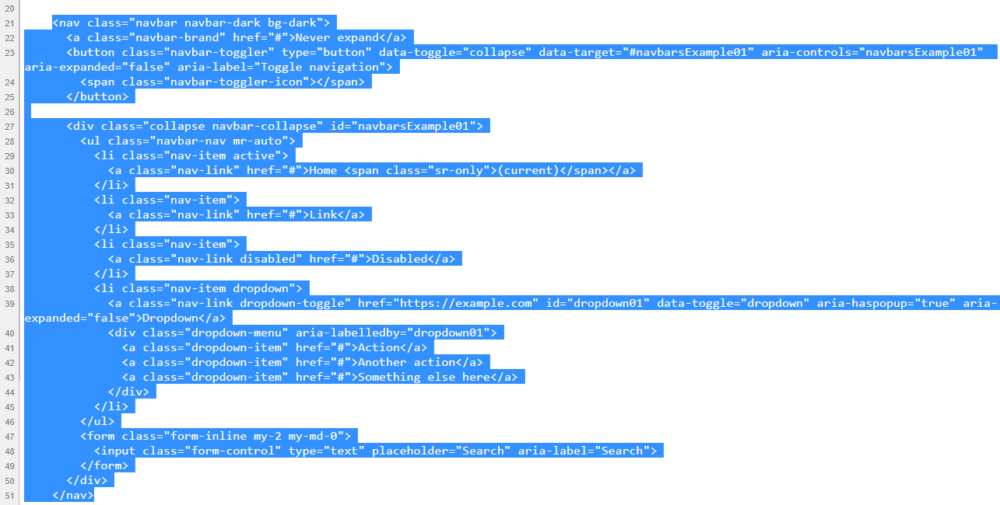 20
21     <nav class="navbar navbar-dark bg-dark">
22       <a class="navbar-brand" href="#">Never expand</a>
23       <button class="navbar-toggler" type="button" data-toggle="collapse" data-target="#navbarsExample01" aria-controls="navbarsExample01"
aria-expanded="false" aria-label="Toggle navigation">
24         <span class="navbar-toggler-icon"></span>
25       </button>
26
27       <div class="collapse navbar-collapse" id="navbarsExample01">
28         <ul class="navbar-nav mr-auto">
29           <li class="nav-item active">
30             <a class="nav-link" href="#">Home <span class="sr-only">(current)</span></a>
31           </li>
32           <li class="nav-item">
33             <a class="nav-link" href="#">Link</a>
34           </li>
35           <li class="nav-item">
36             <a class="nav-link disabled" href="#">Disabled</a>
37           </li>
38           <li class="nav-item dropdown">
39             <a class="nav-link dropdown-toggle" href="https://example.com" id="dropdown01" data-toggle="dropdown" aria-haspopup="true" aria-
expanded="false">Dropdown</a>
40             <div class="dropdown-menu" aria-labelledby="dropdown01">
41               <a class="dropdown-item" href="#">Action</a>
42               <a class="dropdown-item" href="#">Another action</a>
43               <a class="dropdown-item" href="#">Something else here</a>
44             </div>
45           </li>
46         </ul>
47         <form class="form-inline my-2 my-md-0">
48           <input class="form-control" type="text" placeholder="Search" aria-label="Search">
49         </form>
50       </div>
51     </nav>